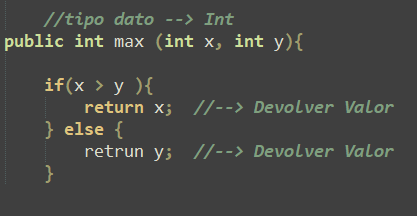 //tipo dato --> Int
public int max (int x, int y){
if(x > y ){
return x;  //--> Devolver Valor
} else {
retrun y;  //--> Devolver Valor
}